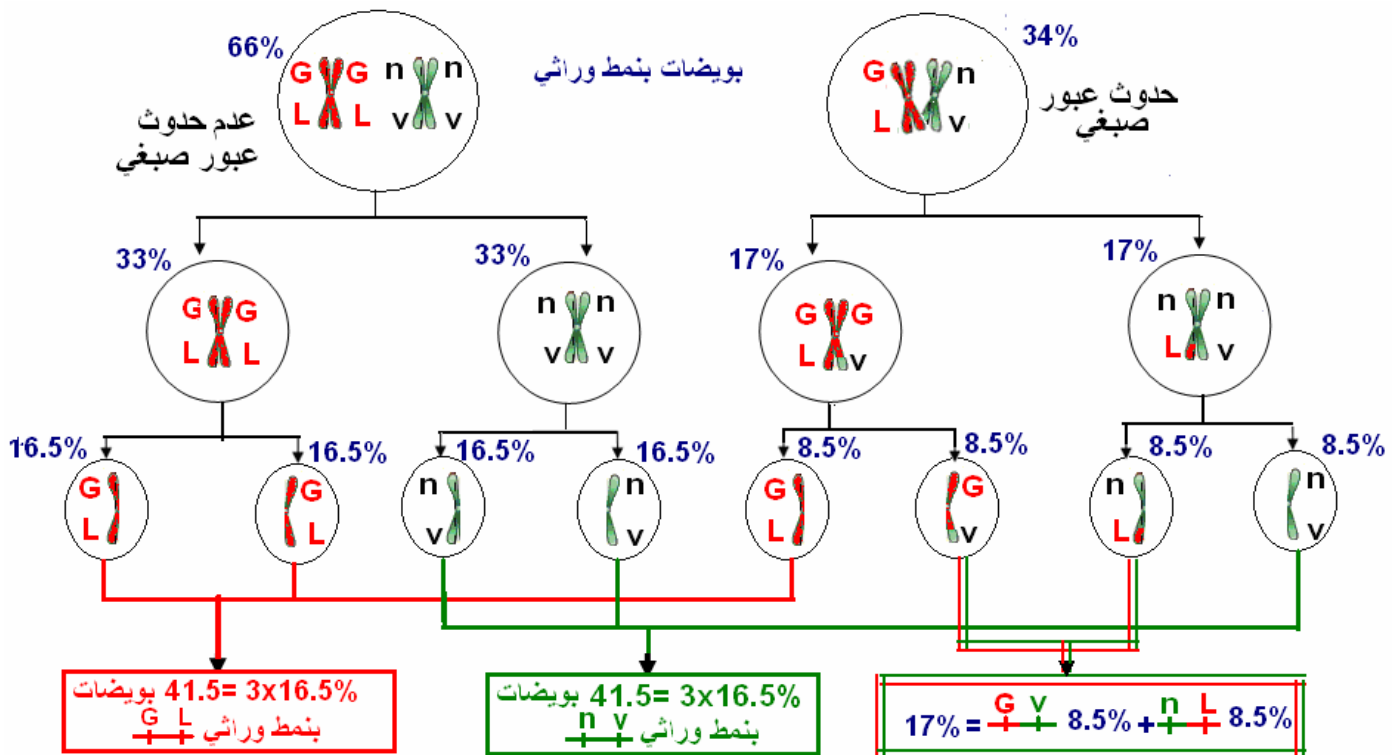 66%
34%
بويضات بنمط وراثي
G G n n
L L v v
G n
L v
عدم حدوث
عبور صبغي
حدوث عبور
صبغي
33%
33%
17%
17%
G G
L L
n n
v v
G G
L v
n n
L v
16.5%
16.5%
16.5%
16.5%
8.5%
8.5%
8.5%
8.5%
G
L
G
L
n
v
n
v
G
L
G
v
n
L
n
v
41.5= 3x16.5% بويضات
بنمط وراثي G L
41.5= 3x16.5% بويضات
بنمط وراثي n v
17% = G v 8.5% + n L 8.5%